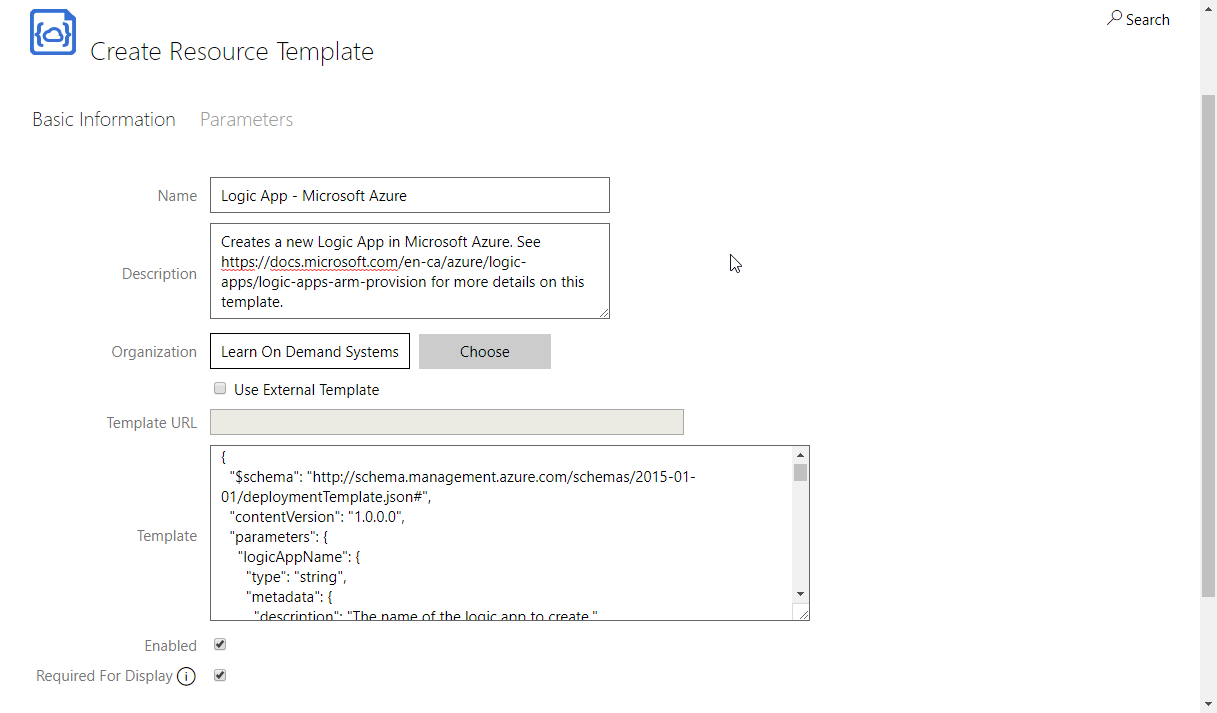 Search
Create Resource Template
Basic Information Parameters
Name Logic App - Microsoft Azure
Creates a new Logic App in Microsoft Azure. See
https://docs.microsoft.com/en-ca/azure/logic-
Description
apps/logic-apps-arm-provision for more details on this
template.
Organization Learn On Demand Systems Choose
Use External Template
Template URL
{
"$schema": "http://schema.management.azure.com/schemas/2015-01-
01/deploymentTemplate.json#",
"contentVersion": "1.0.0.0",
Template
"parameters": {
"logicAppName": {
"type": "string",
"metadata": {
"description": "The name of the logic app to create."
Enabled
Required For Display i